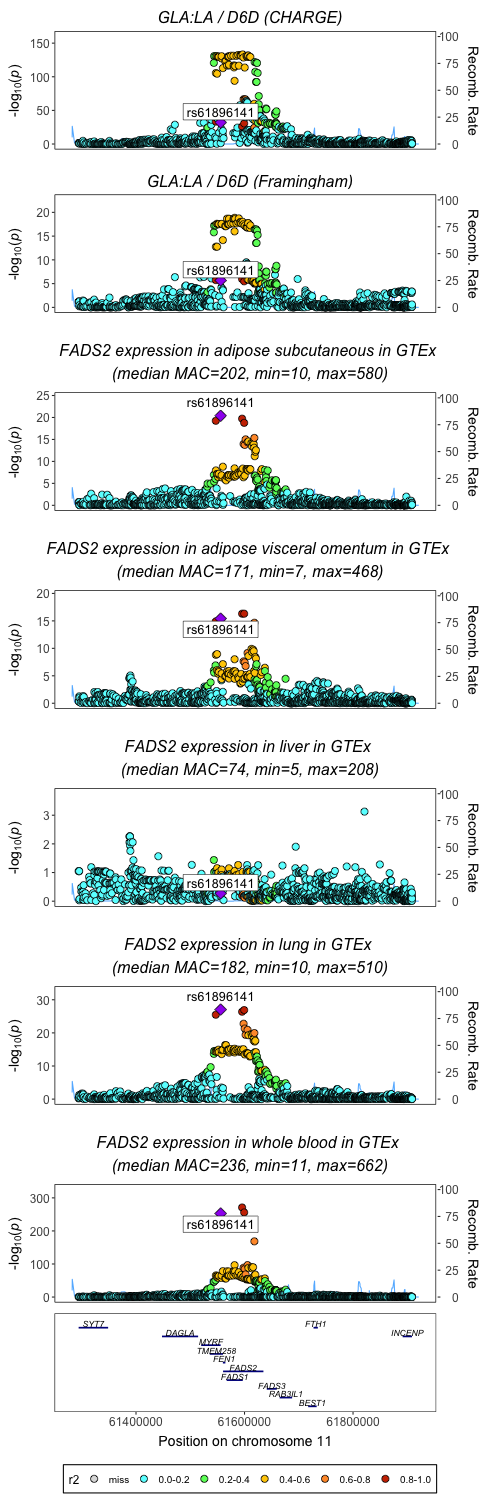 GLA:LA / D6D (CHARGE)
150
100
50
0
-log10(p)
100
75
50
25
0
Recomb. Rate
rs61896141
GLA:LA / D6D (Framingham)
20
15
10
5
0
-log10(p)
100
75
50
25
0
Recomb. Rate
rs61896141
FADS2 expression in adipose subcutaneous in GTEx
(median MAC=202, min=10, max=580)
25
20
15
10
5
0
-log10(p)
100
75
50
25
0
Recomb. Rate
rs61896141
FADS2 expression in adipose visceral omentum in GTEx
(median MAC=171, min=7, max=468)
20
15
10
5
0
-log10(p)
100
75
50
25
0
Recomb. Rate
rs61896141
FADS2 expression in liver in GTEx
(median MAC=74, min=5, max=208)
3
2
1
0
-log10(p)
100
75
50
25
0
Recomb. Rate
rs61896141
FADS2 expression in lung in GTEx
(median MAC=182, min=10, max=510)
30
20
10
0
-log10(p)
100
75
50
25
0
Recomb. Rate
rs61896141
FADS2 expression in whole blood in GTEx
(median MAC=236, min=11, max=662)
300
200
100
0
-log10(p)
100
75
50
25
0
Recomb. Rate
rs61896141
SYT7 FTH1
DAGLA INCENP
MYRF
TMEM258
FEN1
FADS2
FADS1
FADS3
RAB3IL1
BEST1
61400000 61600000 61800000
Position on chromosome 11
r2 miss 0.0-0.2 0.2-0.4 0.4-0.6 0.6-0.8 0.8-1.0